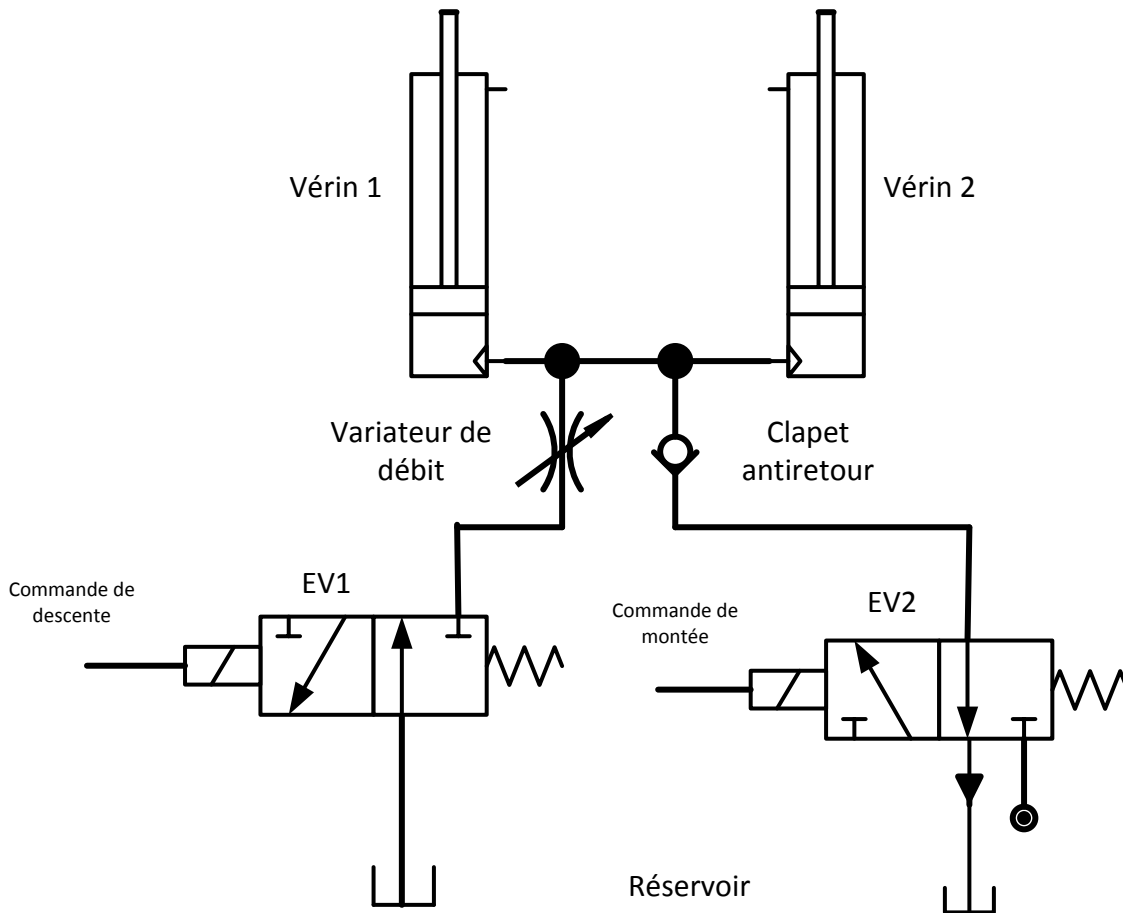 Vérin 1
Vérin 2
Variateur de
débit
Clapet
antiretour
Commande de
descente
EV1
Commande de
montée
EV2
Réservoir